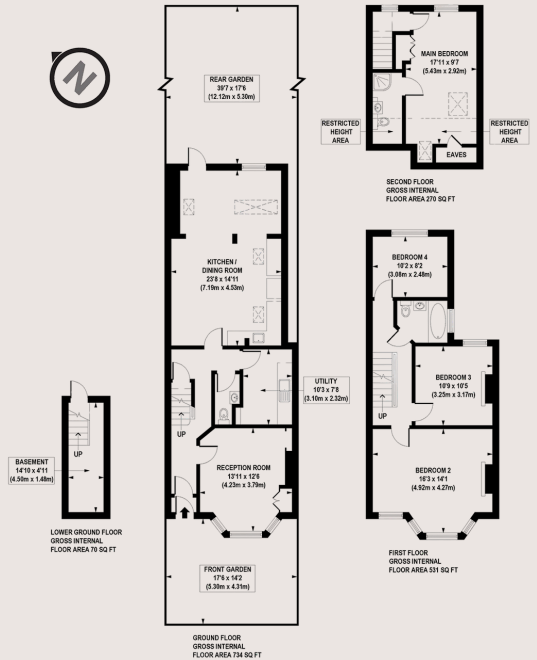 N
REAR GARDEN
39'7 x 17'6
(12.12m x 5.30m)
MAIN BEDROOM
17'11 x 9'7
(5.43m x 2.92m)
RESTRICTED
HEIGHT
AREA
RESTRICTED
HEIGHT
AREA
EAVES
SECOND FLOOR
GROSS INTERNAL
FLOOR AREA 270 SQ FT
KITCHEN /
DINING ROOM
23'8 x 14'11
(7.19m x 4.53m)
BEDROOM 4
10'2 x 8'2
(3.08m x 2.48m)
UTILITY
10'3 x 7'8
(3.10m x 2.32m)
BEDROOM 3
10'9 x 10'5
(3.25m x 3.17m)
UP
UP
UP
BASEMENT
14'10 x 4'11
(4.50m x 1.48m)
RECEPTION ROOM
13'11 x 12'6
(4.23m x 3.79m)
BEDROOM 2
16'3 x 14'1
(4.92m x 4.27m)
LOWER GROUND FLOOR
GROSS INTERNAL
FLOOR AREA 70 SQ FT
FRONT GARDEN
17'6 x 14'2
(5.30m x 4.31m)
FIRST FLOOR
GROSS INTERNAL
FLOOR AREA 531 SQ FT
GROUND FLOOR
GROSS INTERNAL
FLOOR AREA 734 SQ FT